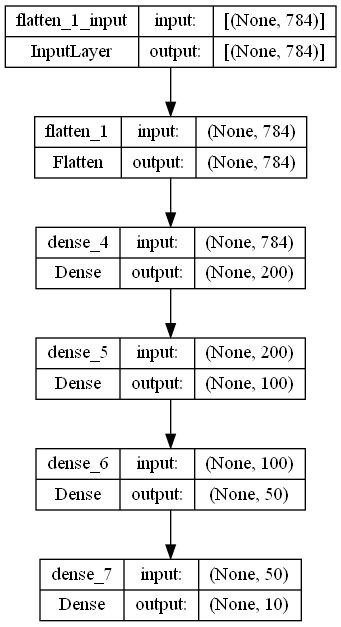 flatten_1_input input: [(None, 784)]
InputLayer output: [(None, 784)]
flatten_1 input: (None, 784)
Flatten output: (None, 784)
dense_4 input: (None, 784)
Dense output: (None, 200)
dense_5 input: (None, 200)
Dense output: (None, 100)
dense_6 input: (None, 100)
Dense output: (None, 50)
dense_7 input: (None, 50)
Dense output: (None, 10)